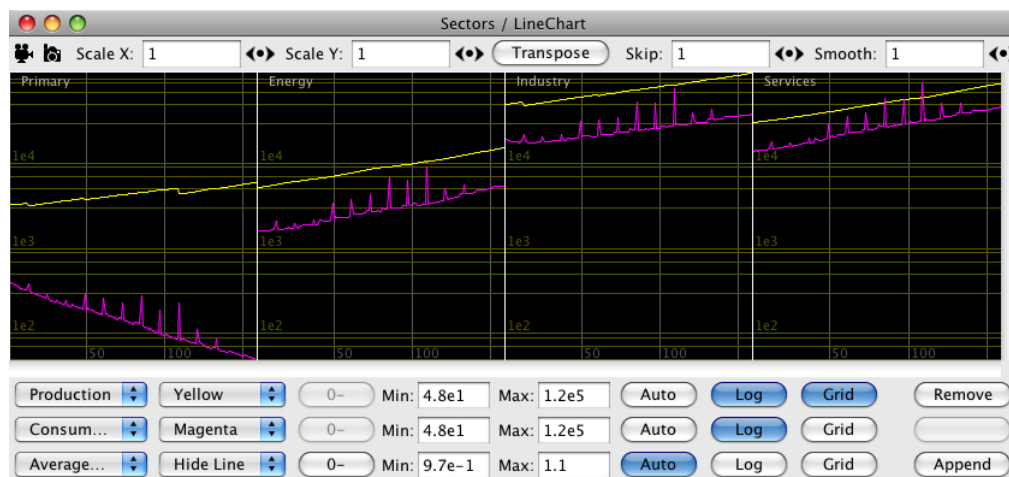 Sectors / LineChart
Scale X: 1 Scale Y: 1 Transpose Skip: 1 Smooth: 1
Primary Energy Industry Services
1e4 1e4 1e4
1e3 1e3 1e3 1e3
1e2 1e2 1e2 1e2
50 100 50 100 50 100 50 100
Production Yellow 0- Min: 4.8e1 Max: 1.2e5 Auto Log Grid Remove
Consum... Magenta 0- Min: 4.8e1 Max: 1.2e5 Auto Log Grid
Average... Hide Line 0- Min: 9.7e-1 Max: 1.1 Auto Log Grid Append